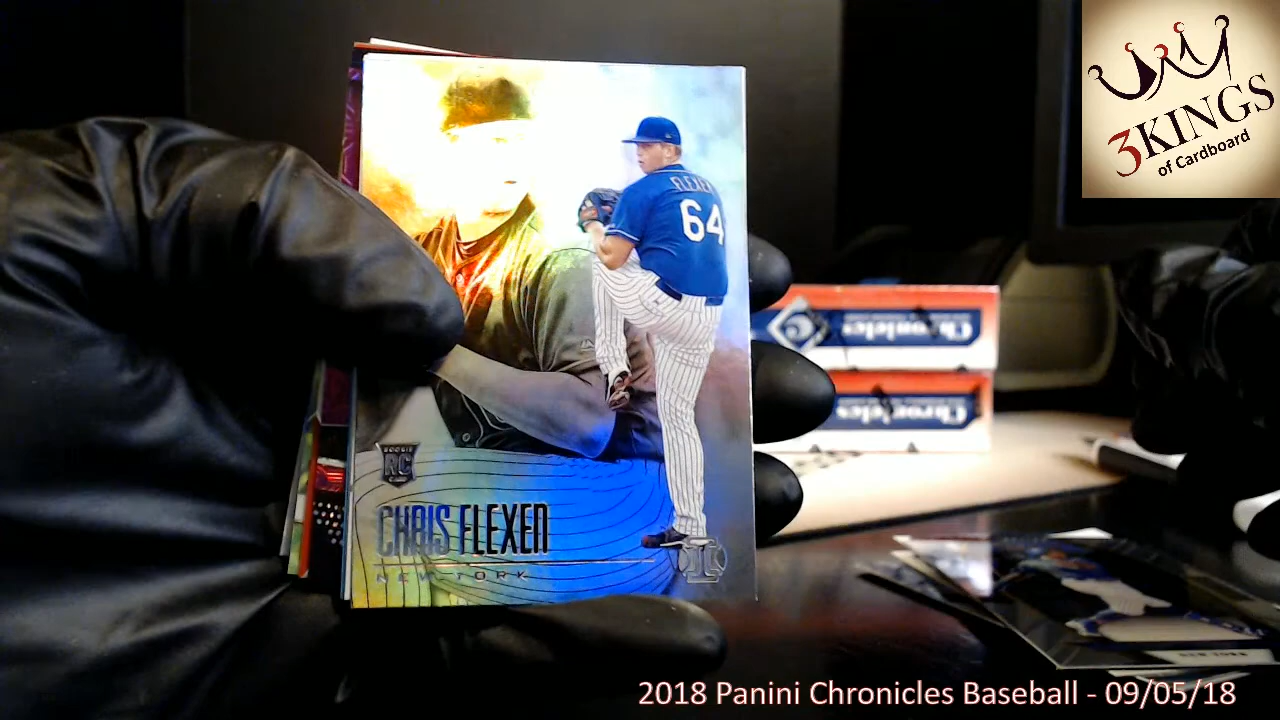 3KINGS
of Cardboard
FLEXEN
64
Chronicles
Chronicles
ROOKIE
RC
CHRIS FLEXEN
NEW YORK
2018 Panini Chronicles Baseball - 09/05/18